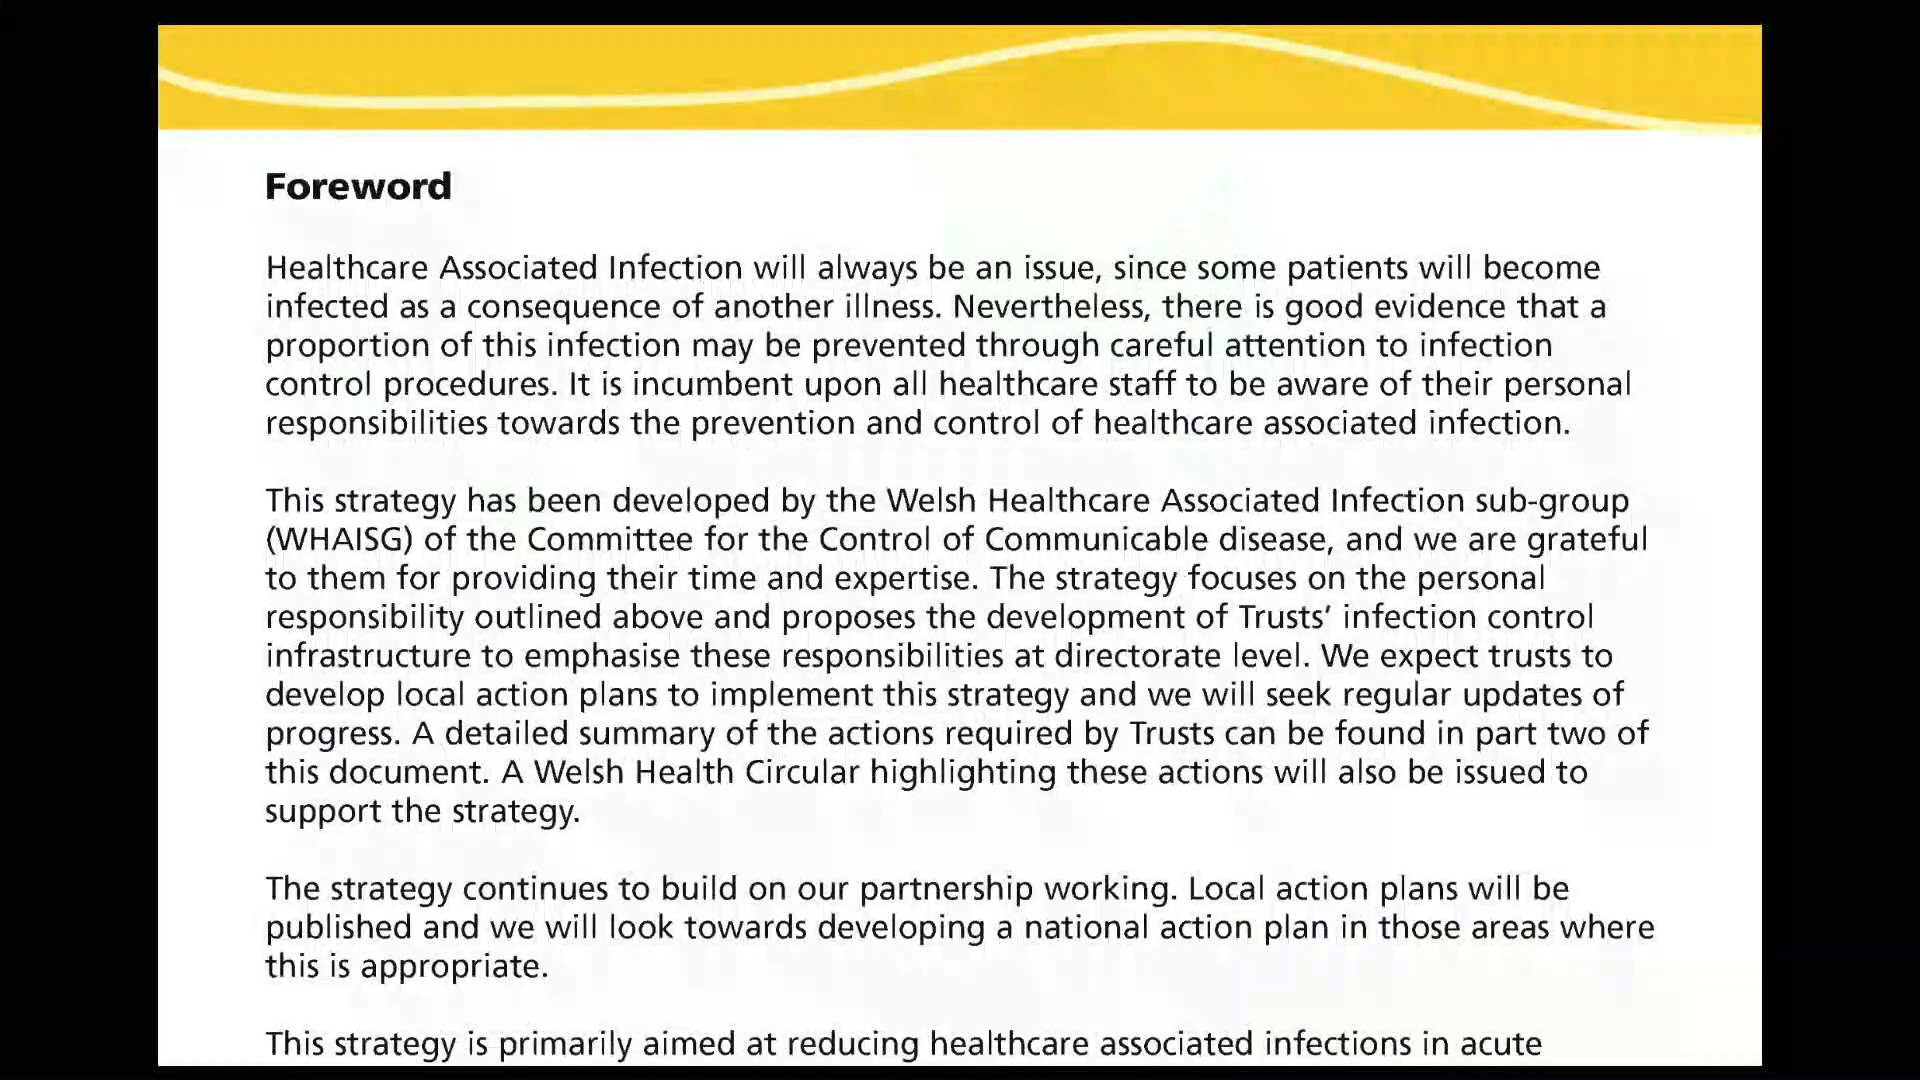 Foreword
Healthcare Associated Infection will always be an issue, since some patients will become
infected as a consequence of another illness. Nevertheless, there is good evidence that a
proportion of this infection may be prevented through careful attention to infection
control procedures. It is incumbent upon all healthcare staff to be aware of their personal
responsibilities towards the prevention and control of healthcare associated infection.
This strategy has been developed by the Welsh Healthcare Associated Infection sub-group
(WHAISG) of the Committee for the Control of Communicable disease, and we are grateful
to them for providing their time and expertise. The strategy focuses on the personal
responsibility outlined above and proposes the development of Trusts’ infection control
infrastructure to emphasise these responsibilities at directorate level. We expect trusts to
develop local action plans to implement this strategy and we will seek regular updates of
progress. A detailed summary of the actions required by Trusts can be found in part two of
this document. A Welsh Health Circular highlighting these actions will also be issued to
support the strategy.
The strategy continues to build on our partnership working. Local action plans will be
published and we will look towards developing a national action plan in those areas where
this is appropriate.
This strategy is primarily aimed at reducing healthcare associated infections in acute